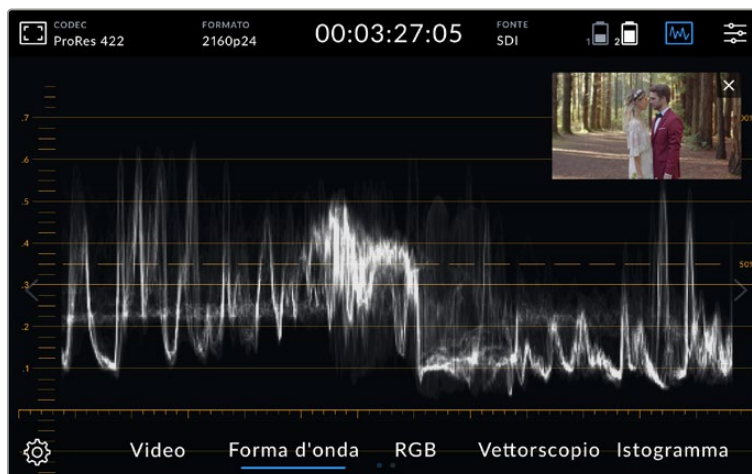 CODEC
ProRes 422
FORMATO
2160p24
00:03:27:05
FONTE
SDI
1
2
.7
.6
.5
.4
.3
.2
.1
501
Video
Forma d'onda
RGB
Vettorscopio
Istogramma